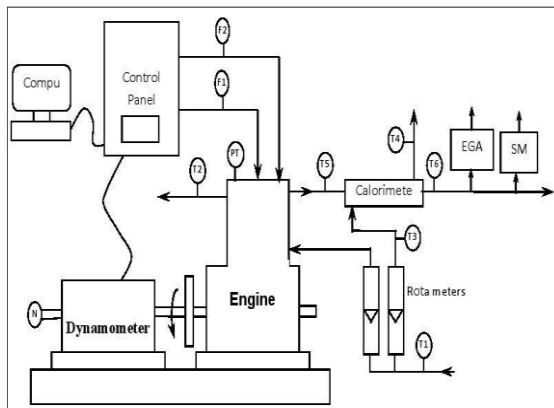 F2
Compu
Control
Panel
F1
T4
EGA
SM
T2
PT
T5
Calorimete
T6
T3
Engine
Rota meters
N
Dynamometer
T1